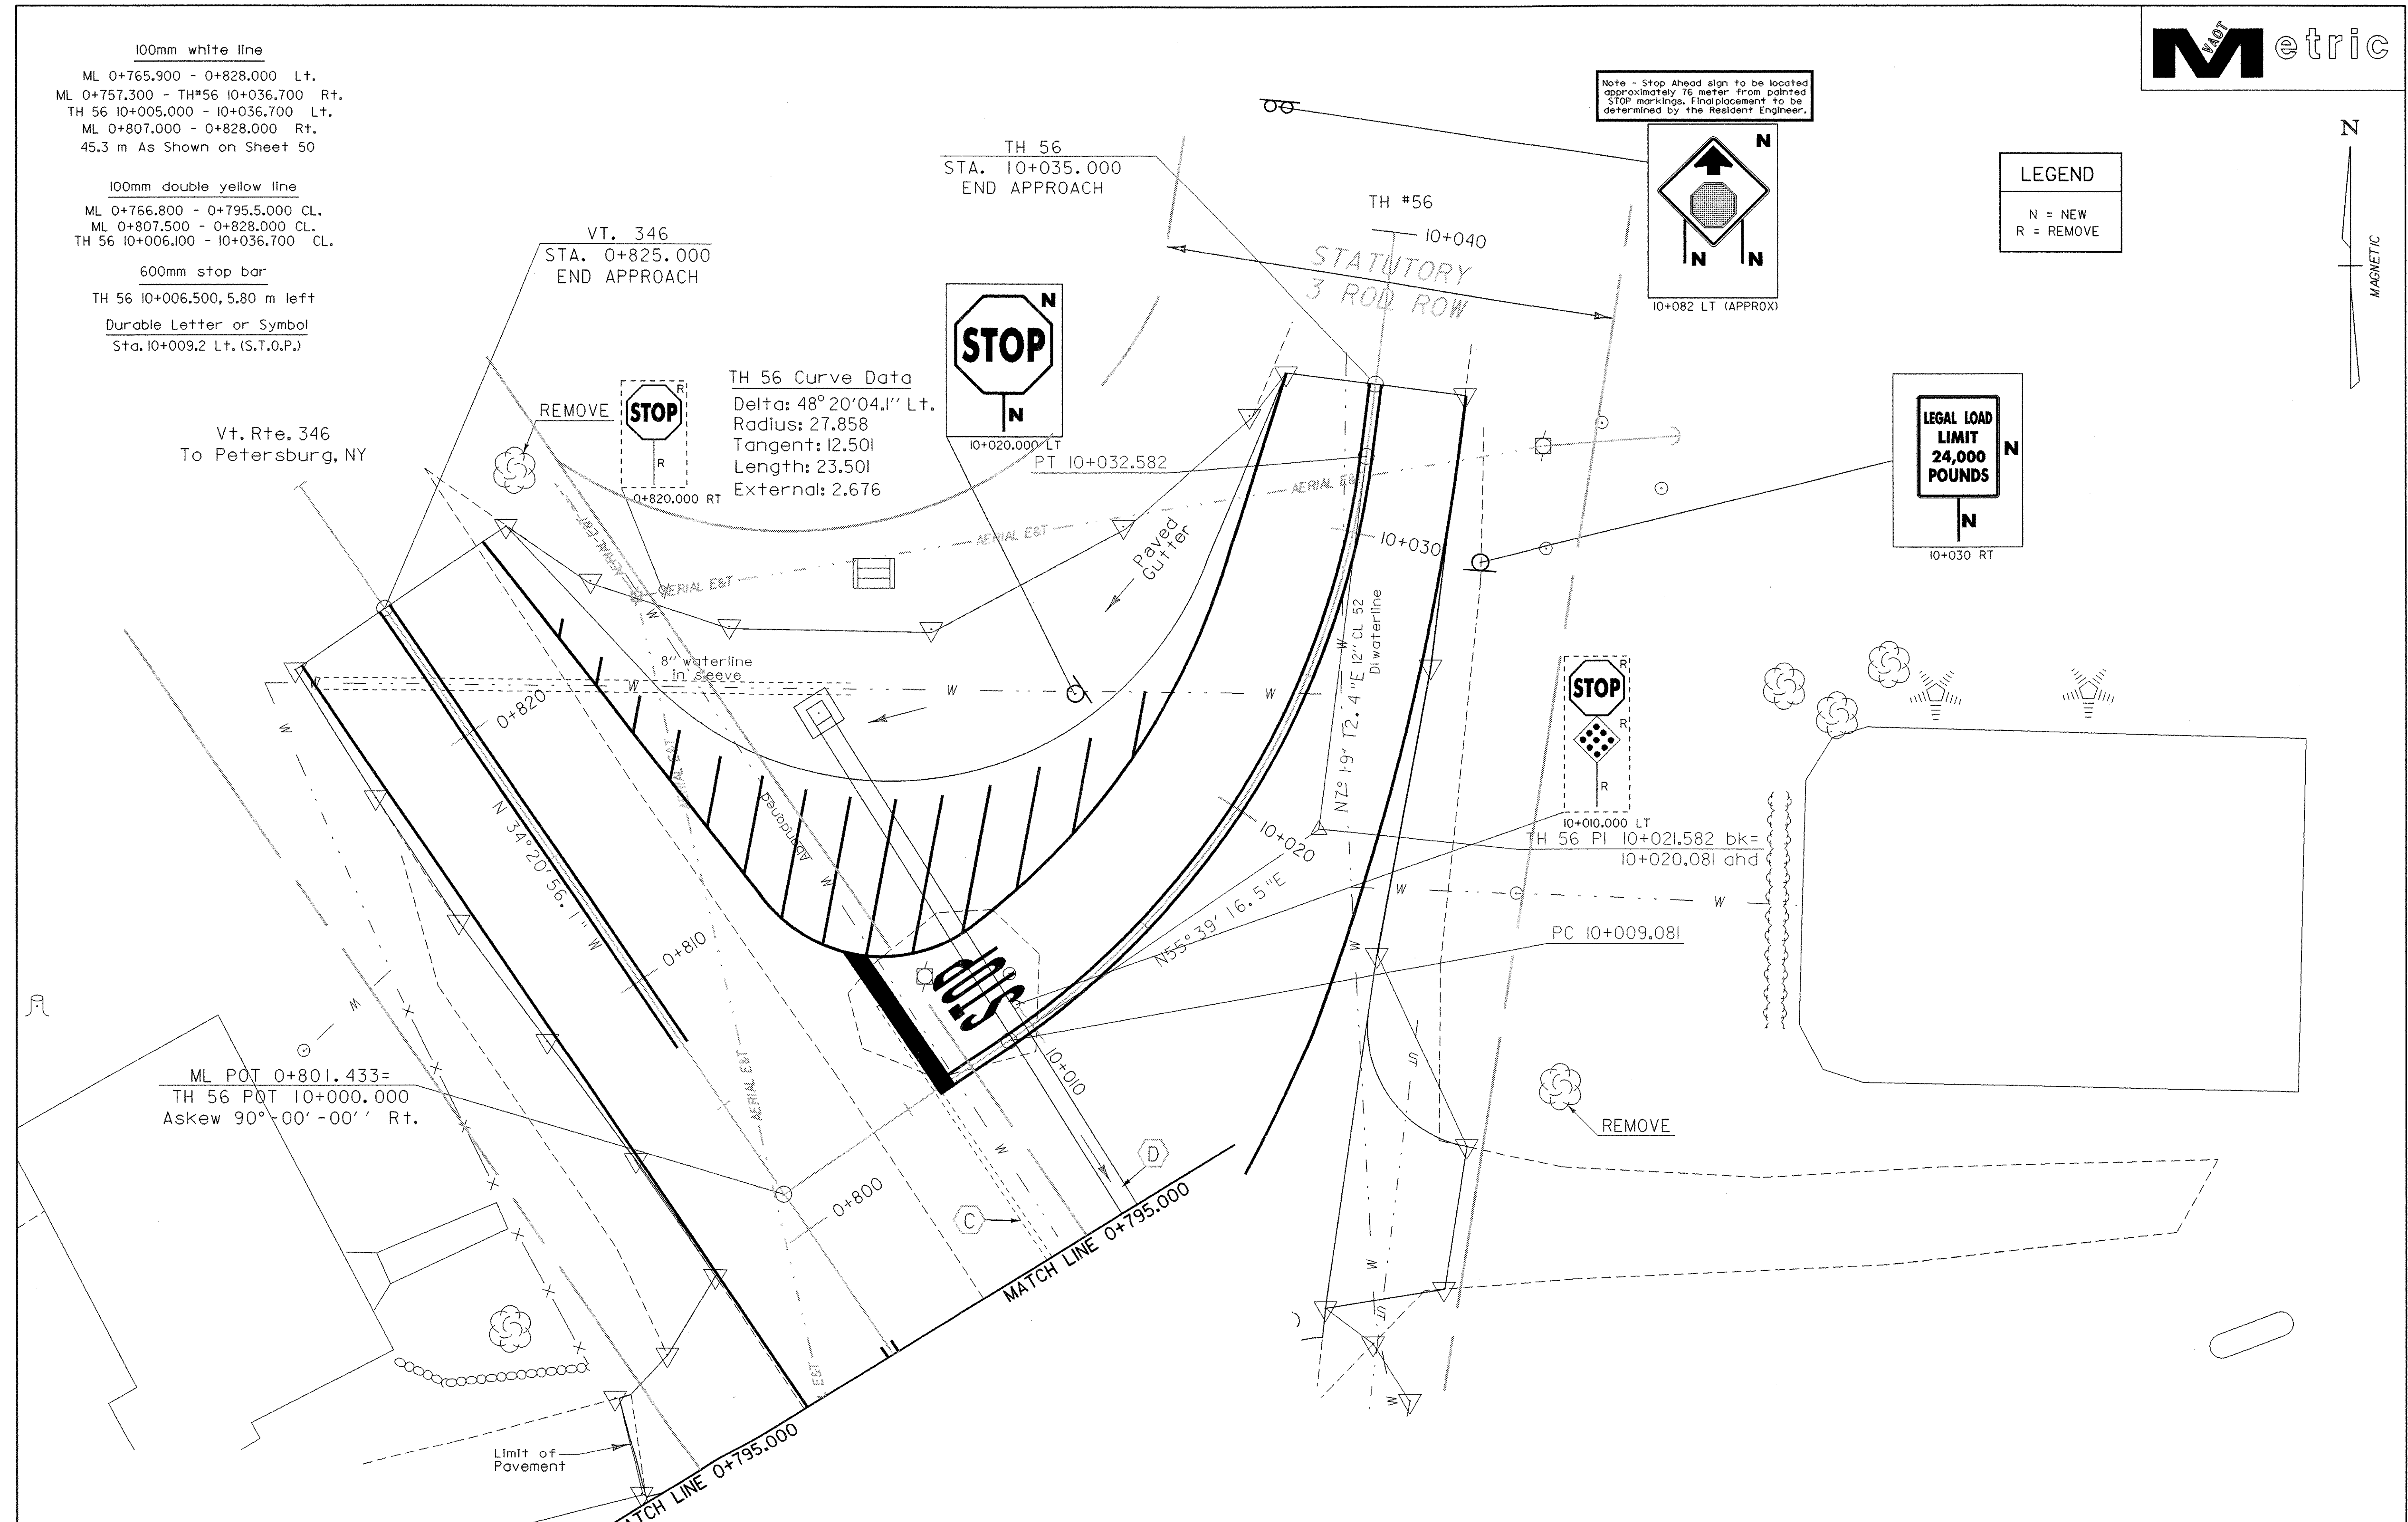 100mm white line
ML 0+765.900 - 0+828.000 Lt.
ML 0+757.300 - TH#56 10+036.700 Rt.
TH 56 10+005.000 - 10+036.700 Lt.
ML 0+807.000 - 0+828.000 Rt.
45.3 m As Shown on Sheet 50
100mm double yellow line
ML 0+766.800 - 0+795.5.000 CL.
ML 0+807.500 - 0+828.000 CL.
TH 56 10+006.100 - 10+036.700 CL.
600mm stop bar
TH 56 10+006.500, 5.80 m left
Durable Letter or Symbol
Sta. 10+009.2 Lt. (S.T.O.P.)
VAOT
Metric
Note - Stop Ahead sign to be located
approximately 76 meter from painted
STOP markings. Final placement to be
determined by the Resident Engineer.
N
N
N
10+082 LT (APPROX)
LEGEND
N = NEW
R = REMOVE
N
MAGNETIC
TH 56
STA. 10+035.000
END APPROACH
TH #56
10+040
STATUTORY
3 ROD ROW
VT. 346
STA. 0+825.000
END APPROACH
Vt. Rte. 346
To Petersburg, NY
REMOVE
R
STOP
R
0+820.000 RT
TH 56 Curve Data
Delta: 48° 20'04.1'' Lt.
Radius: 27.858
Tangent: 12.501
Length: 23.501
External: 2.676
N
STOP
N
10+020.000 LT
PT 10+032.582
LEGAL LOAD
LIMIT
24,000
POUNDS
N
N
10+030 RT
AERIAL E&T
AERIAL E&T
AERIAL E&T
AERIAL E&T
Paved
Gutter
10+030
8'' waterline
in sleeve
W
W
W
W
W
W
W
0+820
N 34° 20' 56.1'' W
AERIAL E&T
Abandoned
W
N7° 19' 12.4 "E
12" CL 52
DI waterline
W
R
STOP
R
R
10+010.000 LT
TH 56 PI 10+021.582 bk=
10+020.081 ahd
10+020
N55° 39' 16.5 "E
W
W
W
PC 10+009.081
0+810
STOP
10+010
W
UT
REMOVE
ML POT 0+801.433=
TH 56 POT 10+000.000
Askew 90°-00'-00'' Rt.
AERIAL E&T
W
D
C
0+800
MATCH LINE 0+795.000
W
UT
W
E&T
Limit of
Pavement
MATCH LINE 0+795.000